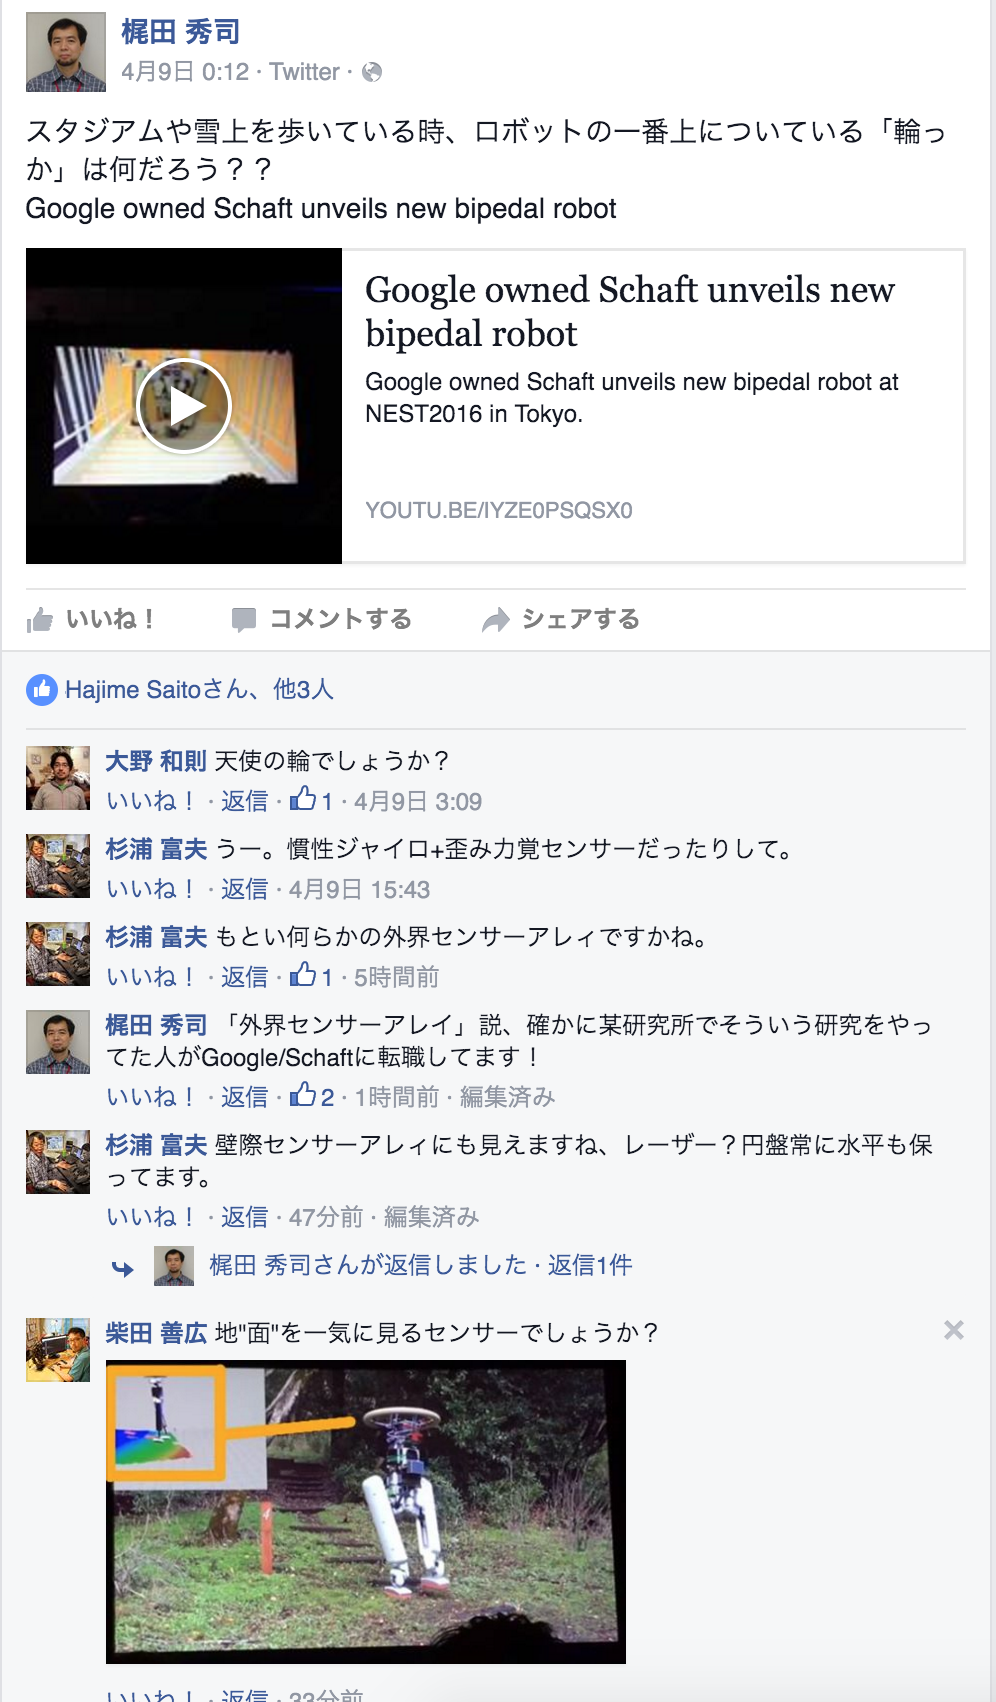 梶田 秀司
4月9日 0:12 · Twitter ·
スタジアムや雪上を歩いている時、ロボットの一番上についている「輪っ
か」は何だろう？？
Google owned Schaft unveils new bipedal robot
Google owned Schaft unveils new
bipedal robot
Google owned Schaft unveils new bipedal robot at
NEST2016 in Tokyo.
YOUTU.BE/IYZE0PSQSX0
いいね！ コメントする シェアする
Hajime Saitoさん、他3人
大野 和則 天使の輪でしょうか？
いいね！ · 返信 · 1 · 4月9日 3:09
杉浦 富夫 うー。慣性ジャイロ+歪み力覚センサーだったりして。
いいね！ · 返信 · 4月9日 15:43
杉浦 富夫 もとい何らかの外界センサーアレィですかね。
いいね！ · 返信 · 1 · 5時間前
梶田 秀司 「外界センサーアレイ」説、確かに某研究所でそういう研究をやっ
てた人がGoogle/Schaftに転職してます！
いいね！ · 返信 · 2 · 1時間前 · 編集済み
杉浦 富夫 壁際センサーアレィにも見えますね、レーザー？円盤常に水平も保
ってます。
いいね！ · 返信 · 47分前 · 編集済み
梶田 秀司さんが返信しました · 返信1件
柴田 善広 地"面"を一気に見るセンサーでしょうか？
いいね！ · 返信 · 33分前